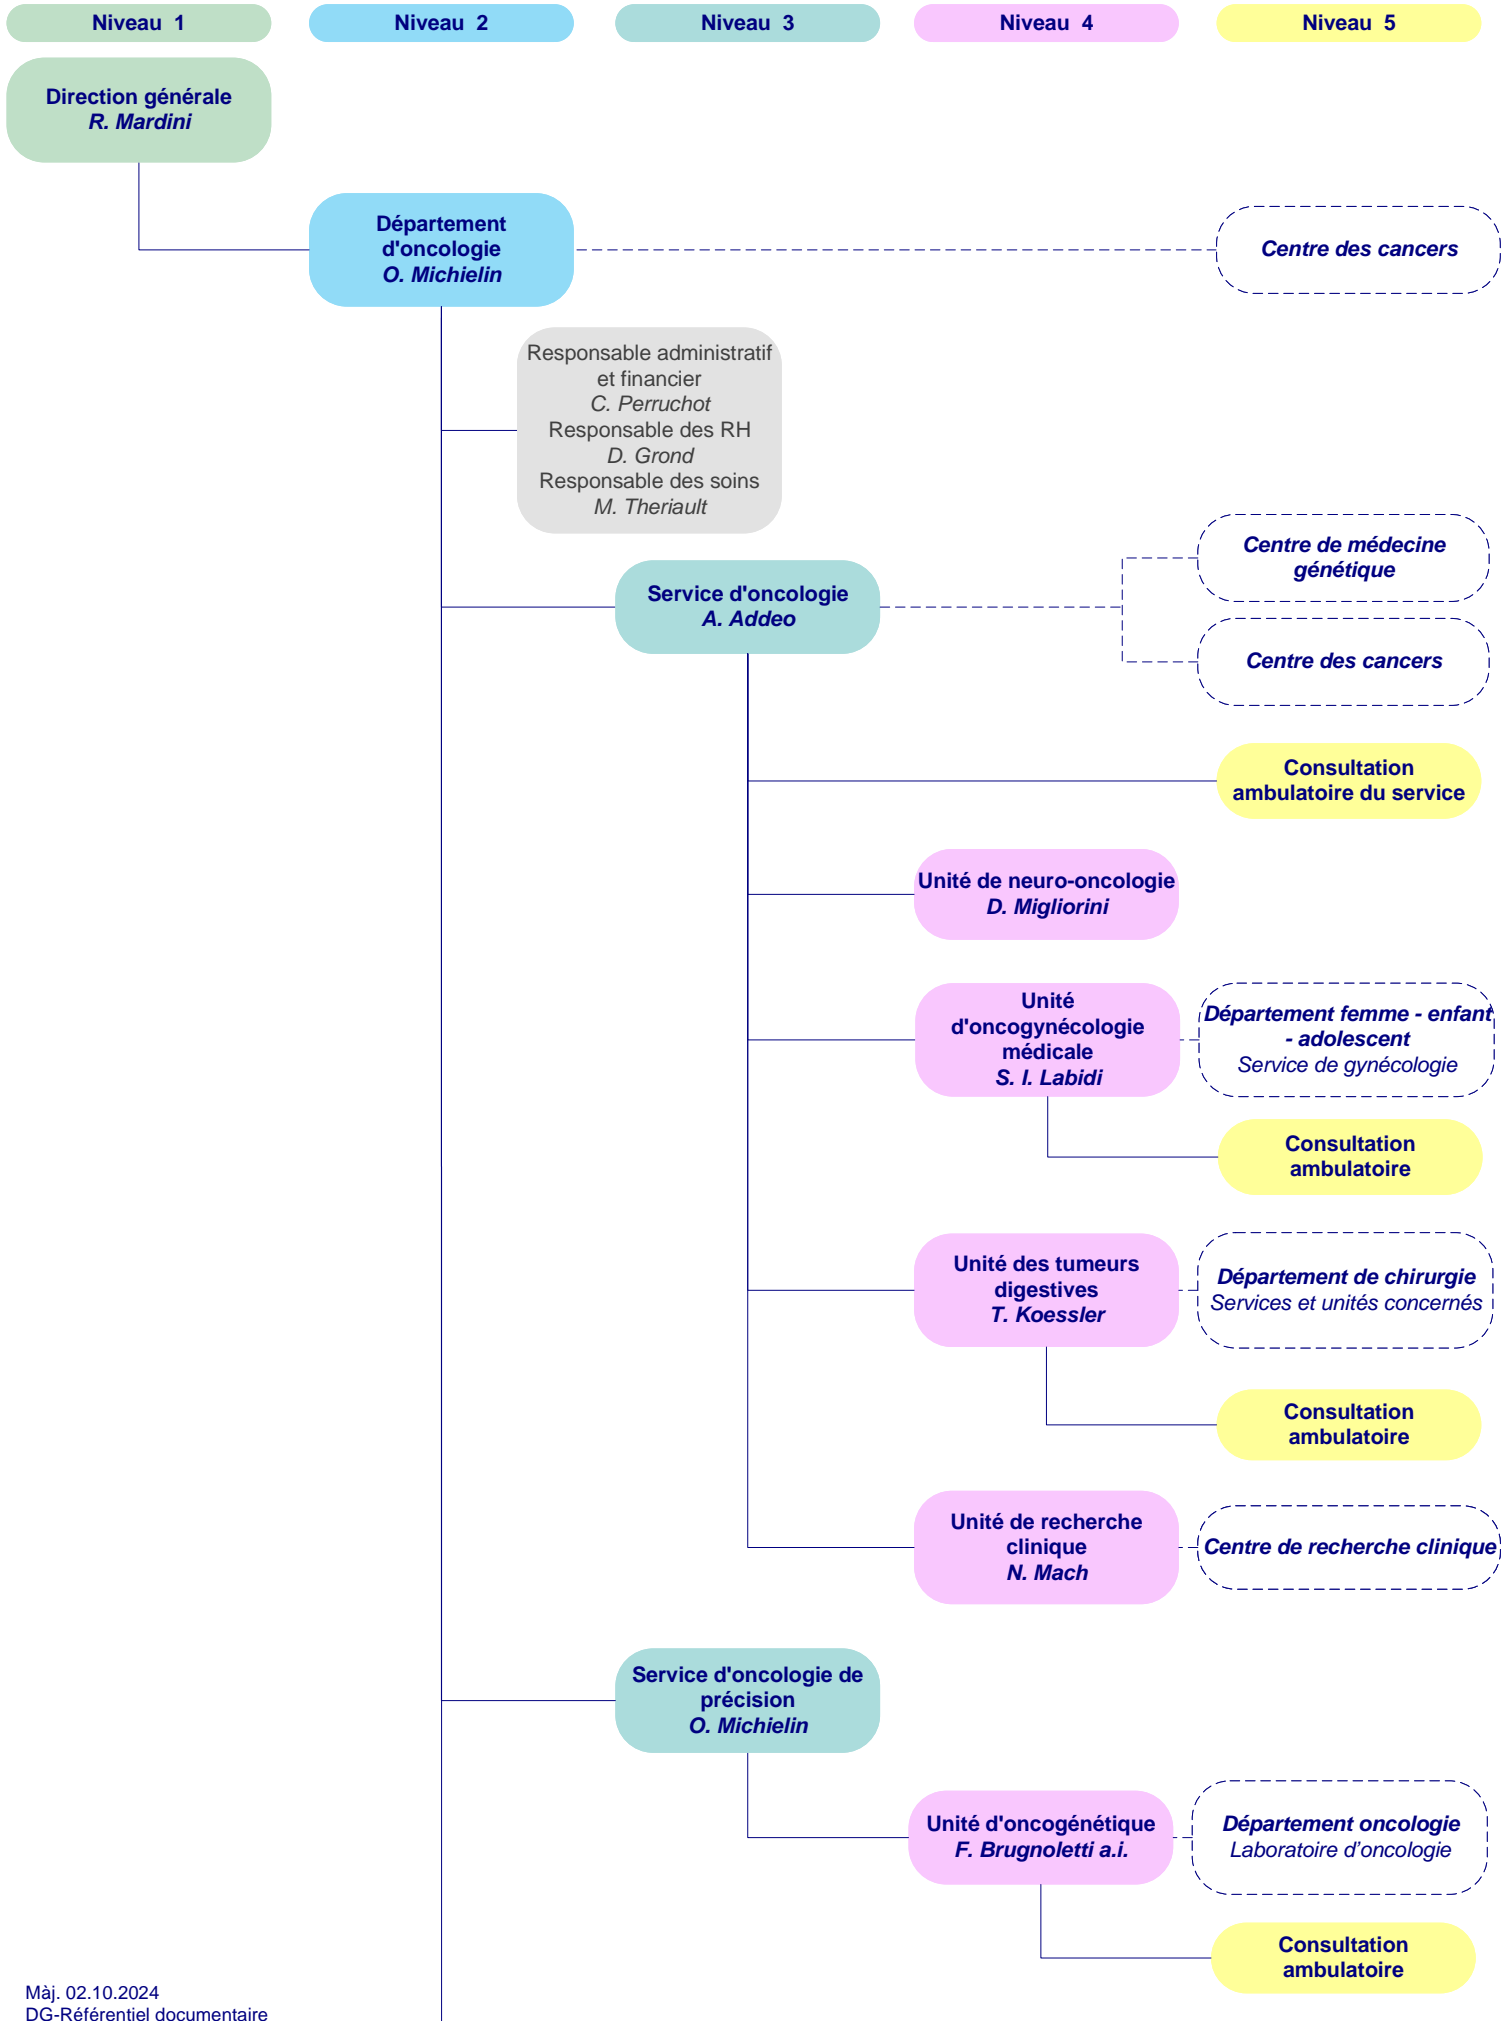 Niveau 1
Niveau 2
Niveau 3
Niveau 4
Niveau 5
Direction générale
R. Mardini
Département
d'oncologie
O. Michielin
Centre des cancers
Responsable administratif
et financier
C. Perruchot
Responsable des RH
D. Grond
Responsable des soins
M. Theriault
Service d'oncologie
A. Addeo
Centre de médecine
génétique
Centre des cancers
Consultation
ambulatoire du service
Unité de neuro-oncologie
D. Migliorini
Unité
d'oncogynécologie
médicale
S. I. Labidi
Département femme - enfant
- adolescent
Service de gynécologie
Consultation
ambulatoire
Unité des tumeurs
digestives
T. Koessler
Département de chirurgie
Services et unités concernés
Consultation
ambulatoire
Unité de recherche
clinique
N. Mach
Centre de recherche clinique
Service d'oncologie de
précision
O. Michielin
Unité d'oncogénétique
F. Brugnoletti a.i.
Département oncologie
Laboratoire d’oncologie
Consultation
ambulatoire
Màj. 02.10.2024
DG-Référentiel documentaire